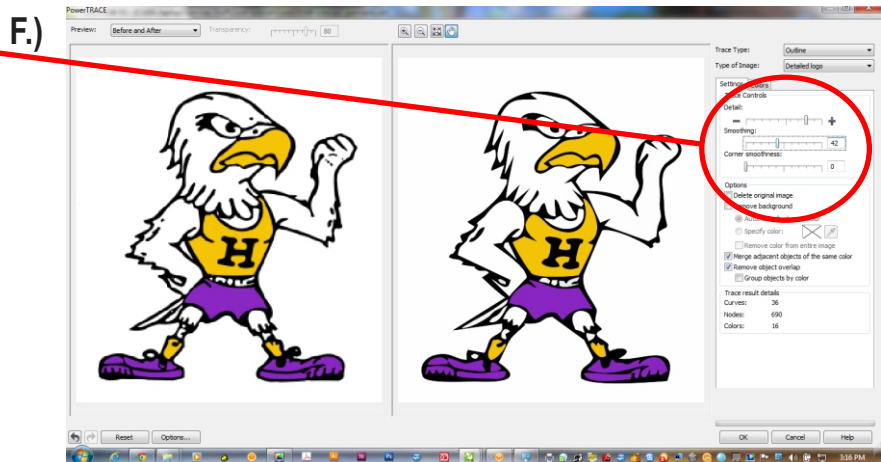 F.)
PowerTRACE
Preview: Before and After Transparency: 80
Trace Type: Outline
Type of Image: Detailed logo
Settings Colors
Trace Controls
Detail:
Smoothing:
42
Corner smoothness:
0
Options
Delete original image
Remove background
Specify color:
Remove color from entire image
Merge adjacent objects of the same color
Remove object overlap
Group objects by color
Trace result details
Curves: 36
Nodes: 690
Colors: 16
H
H
Reset Options... OK Cancel Help
3:16 PM